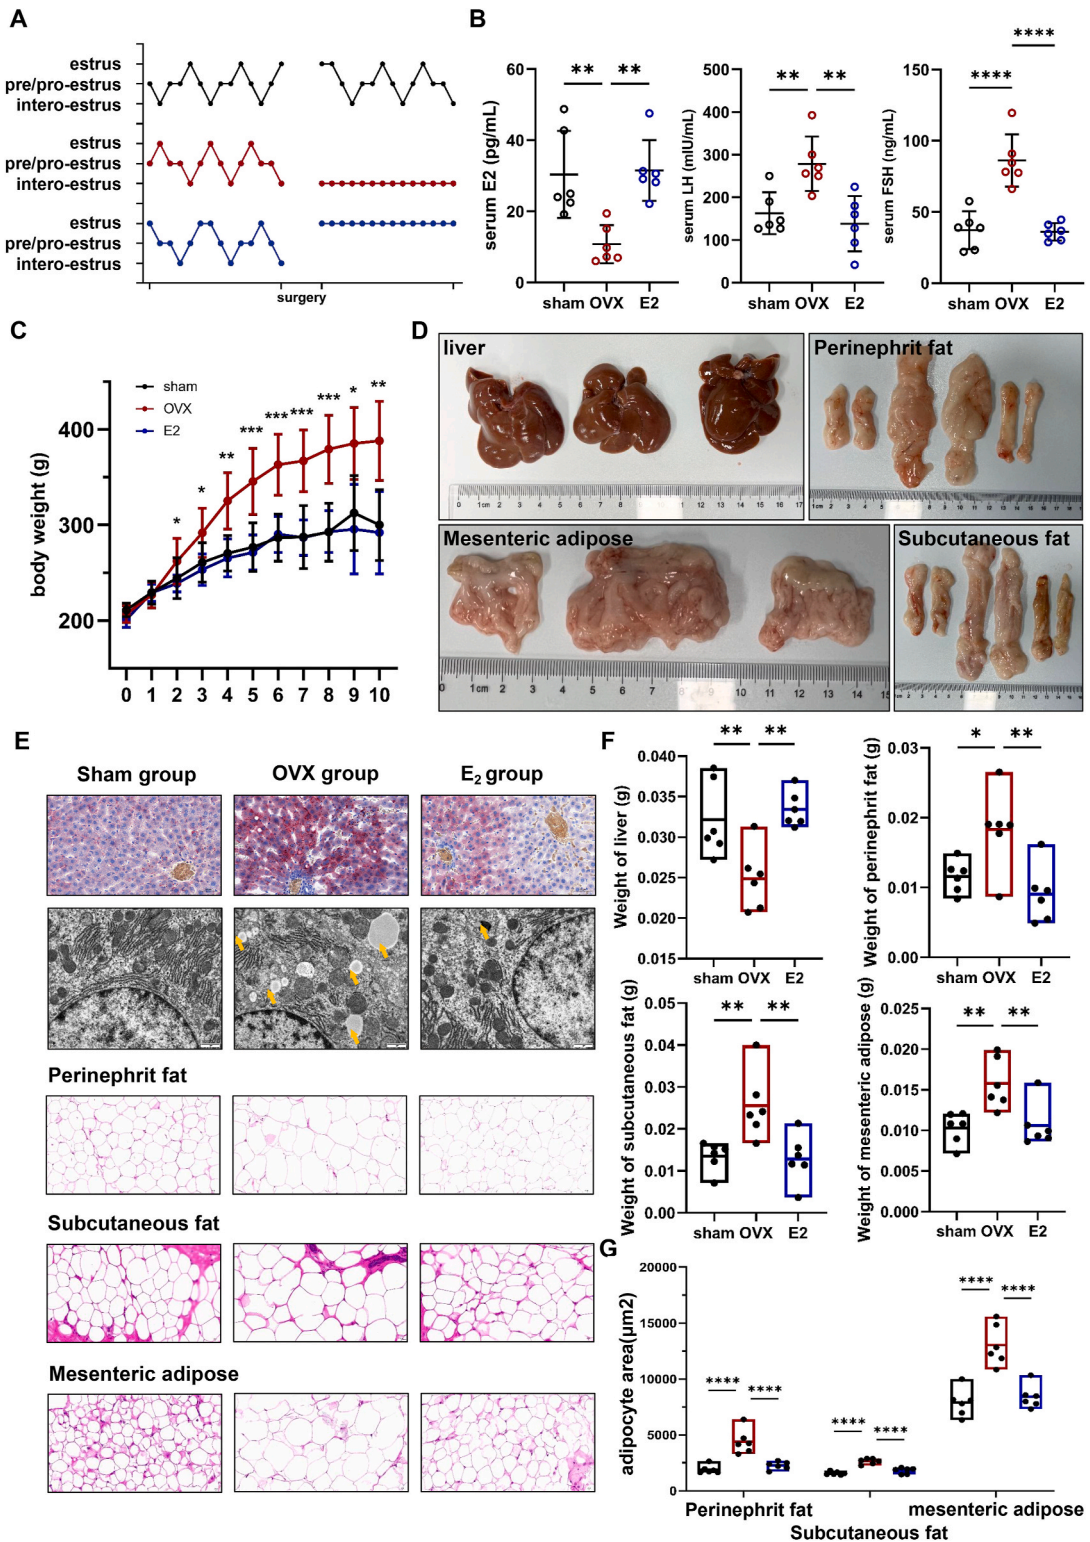 A
estrus
pre/pro-estrus
intero-estrus
estrus
pre/pro-estrus
intero-estrus
estrus
pre/pro-estrus
intero-estrus
surgery
B
serum E2 (pg/mL)
60
40
20
0
** **
sham OVX E2
serum LH (mIU/mL)
500
400
300
200
100
0
** **
sham OVX E2
serum FSH (ng/mL)
150
100
50
0
****
****
sham OVX E2
C
body weight (g)
400
300
200
sham
OVX
E2
* * ** *** *** *** *** * **
0 1 2 3 4 5 6 7 8 9 10
D
liver
Perinephrit fat
Mesenteric adipose
Subcutaneous fat
E
Sham group OVX group E2 group
Perinephrit fat
Subcutaneous fat
Mesenteric adipose
F
Weight of liver (g)
0.040
0.035
0.030
0.025
0.020
0.015
** **
sham OVX E2
Weight of perinephrit fat (g)
0.03
0.02
0.01
0.00
* **
sham OVX E2
Weight of subcutaneous fat (g)
0.05
0.04
0.03
0.02
0.01
0.00
** **
sham OVX E2
Weight of mesenteric adipose (g)
0.025
0.020
0.015
0.010
0.005
0.000
** **
sham OVX E2
G
adipocyte area(μm2)
20000
15000
10000
5000
0
**** ****
**** ****
**** ****
Perinephrit fat
Subcutaneous fat
mesenteric adipose